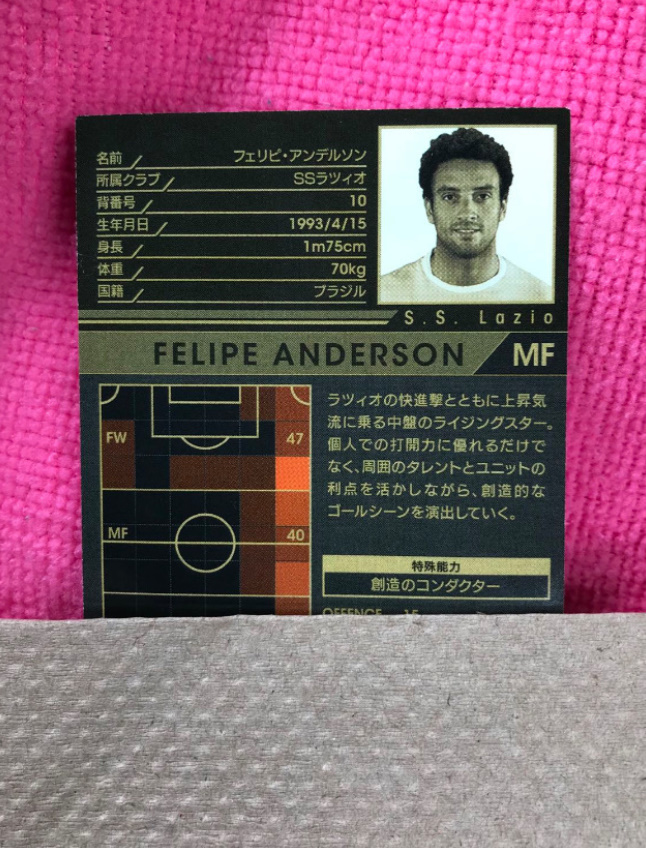 名前 フェリピ・アンデルソン
所属クラブ SSラツィオ
背番号 10
生年月日 1993/4/15
身長 1m75cm
体重 70kg
国籍 ブラジル
S.S. Lazio
FELIPE ANDERSON MF
FW 47
MF 40
ラツィオの快進撃とともに上昇気
流に乗る中盤のライジングスター。
個人での打開力に優れるだけで
なく、周囲のタレントとユニットの
利点を活かしながら、創造的な
ゴールシーンを演出していく。
特殊能力
創造のコンダクター
OFFENCE 15